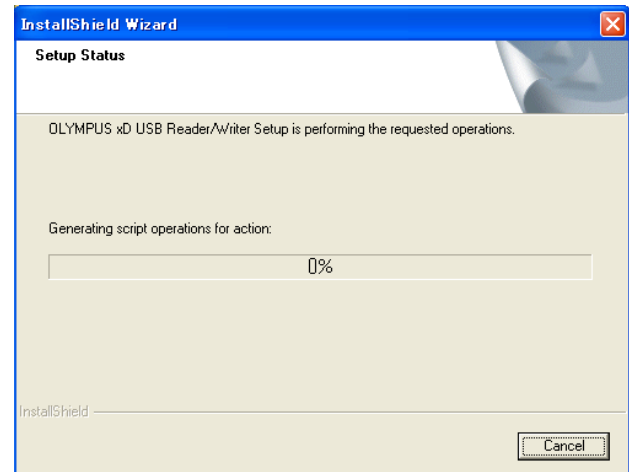 InstallShield Wizard
Setup Status
OLYMPUS xD USB Reader/Writer Setup is performing the requested operations.
Generating script operations for action:
0%
InstallShield
Cancel